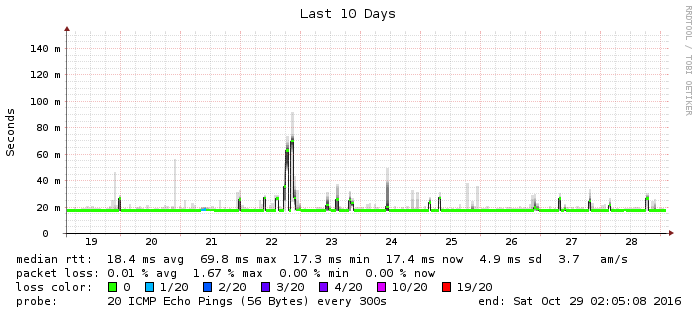 Last 10 Days
RRDTOOL / TOBI OETIKER
Seconds
140 m
120 m
100 m
80 m
60 m
40 m
20 m
0
19 20 21 22 23 24 25 26 27 28
median rtt: 18.4 ms avg 69.8 ms max 17.3 ms min 17.4 ms now 4.9 ms sd 3.7 am/s
packet loss: 0.01 % avg 1.67 % max 0.00 % min 0.00 % now
loss color: 0 1/20 2/20 3/20 4/20 10/20 19/20
probe: 20 ICMP Echo Pings (56 Bytes) every 300s end: Sat Oct 29 02:05:08 2016